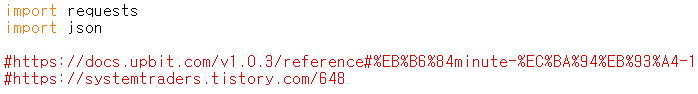 import requests
import json
#https://docs.upbit.com/v1.0.3/reference#%EB%B6%84minute-%EC%BA%94%EB%93%A4-1
#https://systemtraders.tistory.com/648